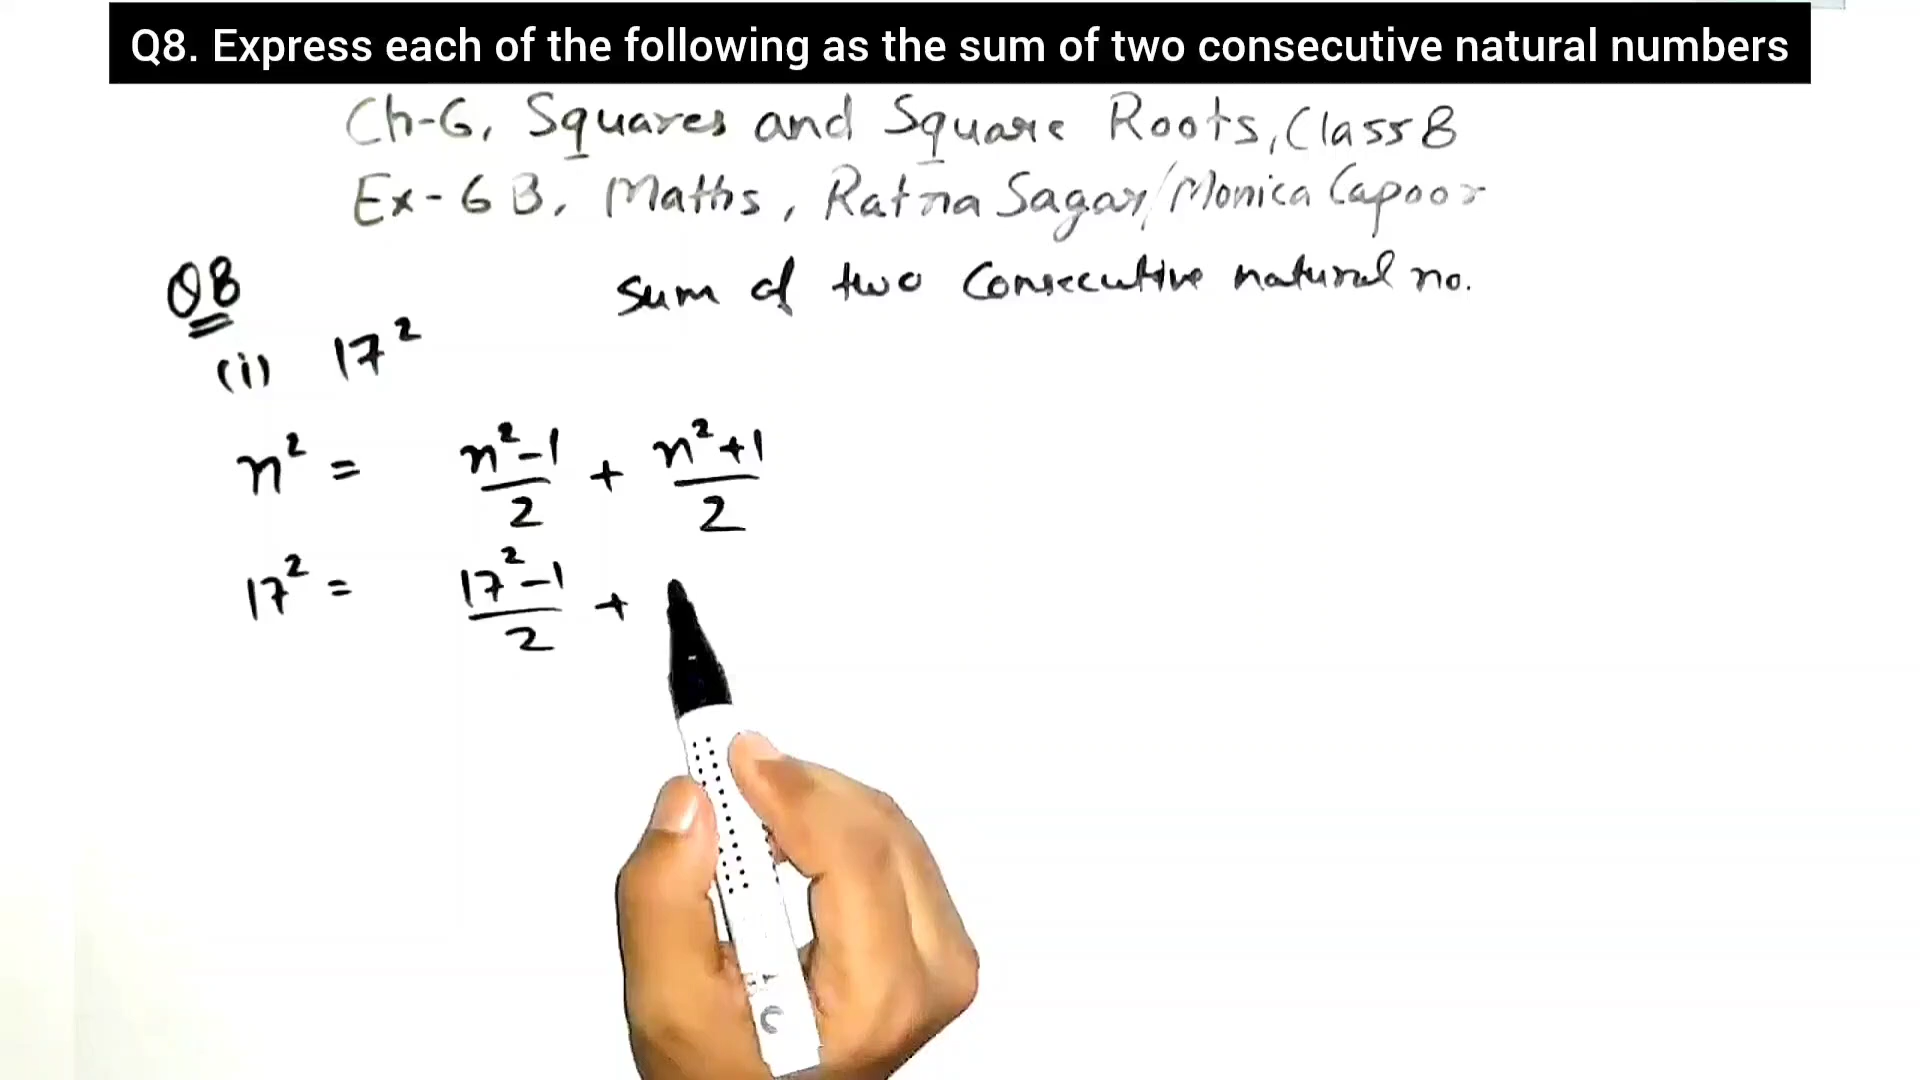 Q8. Express each of the following as the sum of two consecutive natural numbers
Ch-6, Squares and Square Roots, Class 8
Ex-6B, Maths, Ratna Sagar/Monica Capoor
Q8 sum of two consecutive natural no.
(i) 17²
n² = n²-1/2 + n²+1/2
17² = 17²-1/2 +